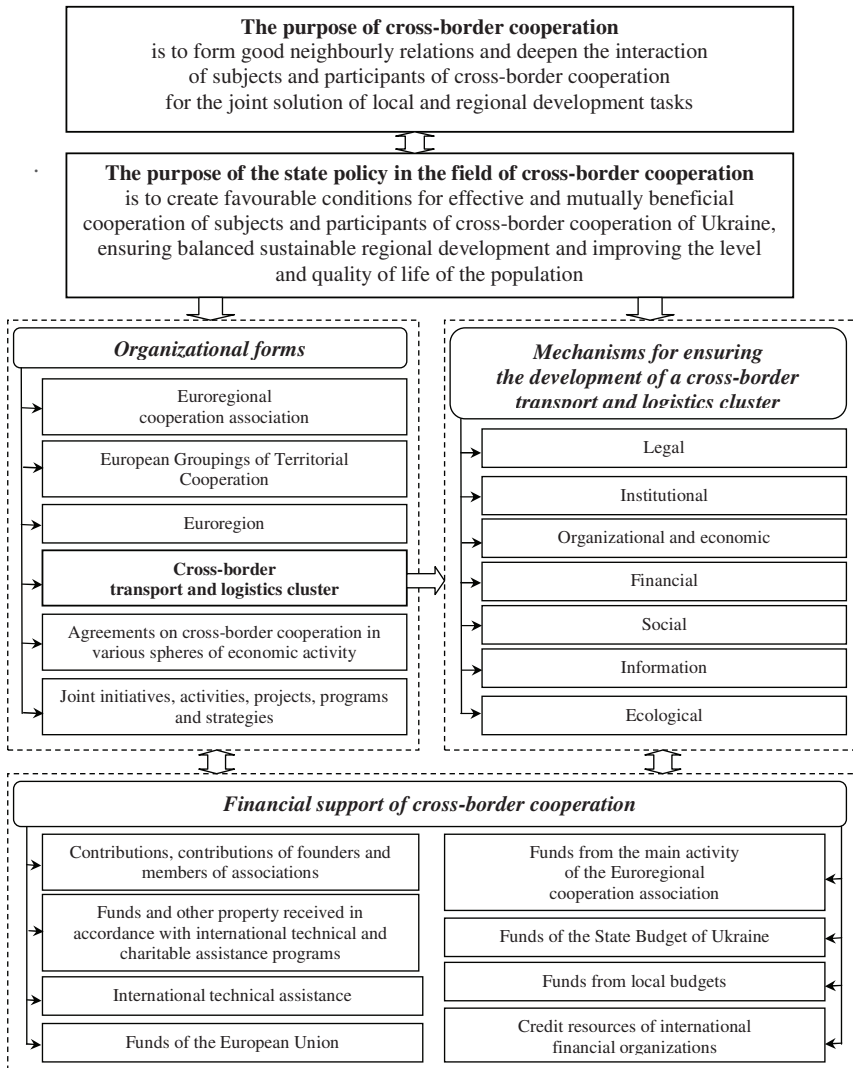 The purpose of cross-border cooperation
is to form good neighbourly relations and deepen the interaction
of subjects and participants of cross-border cooperation
for the joint solution of local and regional development tasks
The purpose of the state policy in the field of cross-border cooperation
is to create favourable conditions for effective and mutually beneficial
cooperation of subjects and participants of cross-border cooperation of Ukraine,
ensuring balanced sustainable regional development and improving the level
and quality of life of the population
Organizational forms
Euroregional
cooperation association
European Groupings of Territorial
Cooperation
Euroregion
Cross-border
transport and logistics cluster
Agreements on cross-border cooperation in
various spheres of economic activity
Joint initiatives, activities, projects, programs
and strategies
Mechanisms for ensuring
the development of a cross-border
transport and logistics cluster
Legal
Institutional
Organizational and economic
Financial
Social
Information
Ecological
Financial support of cross-border cooperation
Contributions, contributions of founders and
members of associations
Funds and other property received in
accordance with international technical and
charitable assistance programs
International technical assistance
Funds of the European Union
Funds from the main activity
of the Euroregional
cooperation association
Funds of the State Budget of Ukraine
Funds from local budgets
Credit resources of international
financial organizations